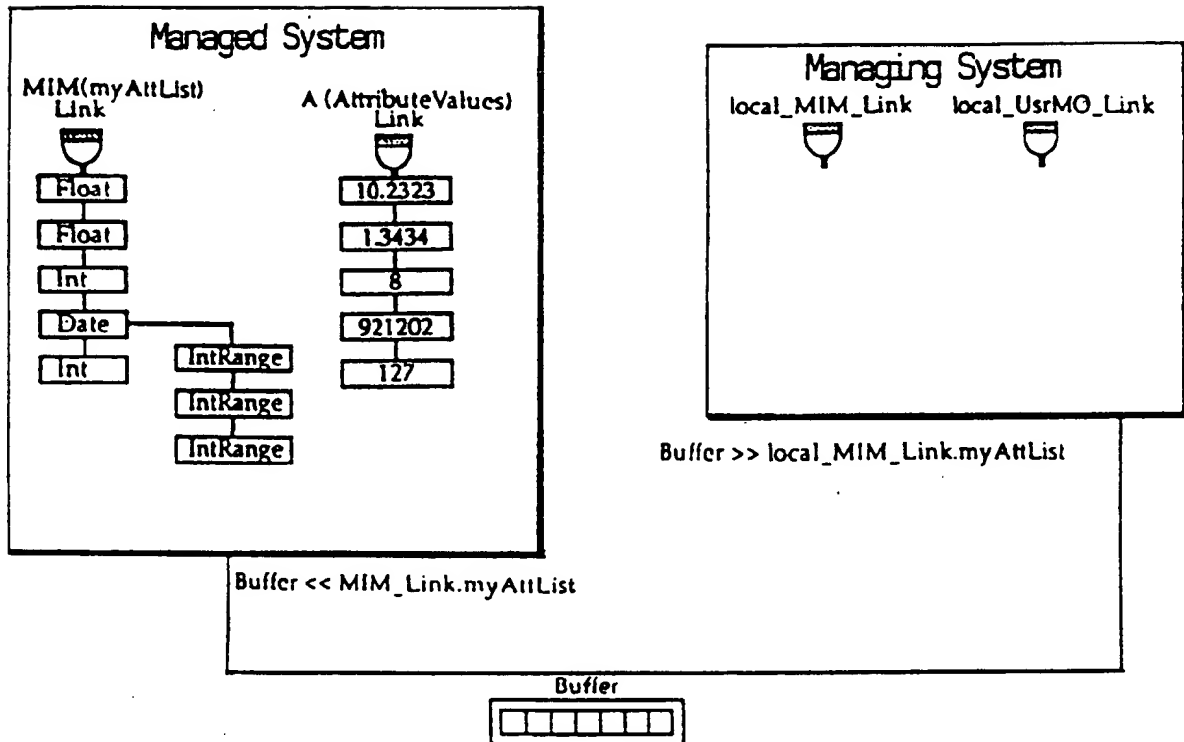 Managed System
MIM(myAttList)
Link
A (AttributeValues)
Link
Float
Float
Int
Date
Int
IntRange
IntRange
IntRange
10.2323
1.3434
8
921202
127
Managing System
local_MIM_Link
local_UsrMO_Link
Buffer >> local_MIM_Link.myAttList
Buffer << MIM_Link.myAttList
Buffer